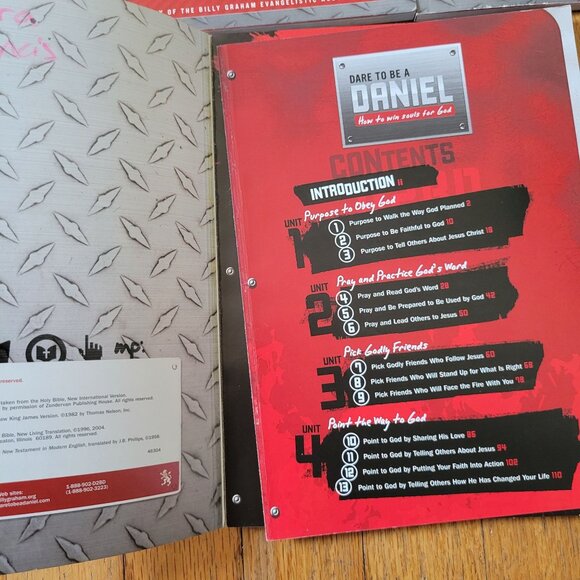 OF THE BILLY GRAHAM EVANGELISTIC
DARE TO BE A
DANIEL
How to win souls for God
CONTENTS
INTRODUCTION ii
UNIT
1
Purpose to Obey God
1 Purpose to Walk the Way God Planned 2
2 Purpose to Be Faithful to God 10
3 Purpose to Tell Others About Jesus Christ 18
UNIT
2
Pray and Practice God's Word
4 Pray and Read God's Word 28
5 Pray and Be Prepared to Be Used by God 42
6 Pray and Lead Others to Jesus 50
UNIT
3
Pick Godly Friends
7 Pick Godly Friends Who Follow Jesus 60
8 Pick Friends Who Will Stand Up for What Is Right 68
9 Pick Friends Who Will Face the Fire With You 78
UNIT
4
Point the Way to God
10 Point to God by Sharing His Love 86
11 Point to God by Telling Others About Jesus 94
12 Point to God by Putting Your Faith Into Action 102
13 Point to God by Telling Others How He Has Changed Your Life 110
reserved.
taken from the Holy Bible, New International Version.
by permission of Zondervan Publishing House. All rights reserved.
King James Version. ©1982 by Thomas Nelson, Inc.
Bible, New Living Translation, ©1996, 2004.
Illinois 60189. All rights reserved.
New Testament in Modern English, translated by J.B. Phillips, ©1958.
46304
Web sites:
1-888-902-D2BD
(1-888-902-3223)